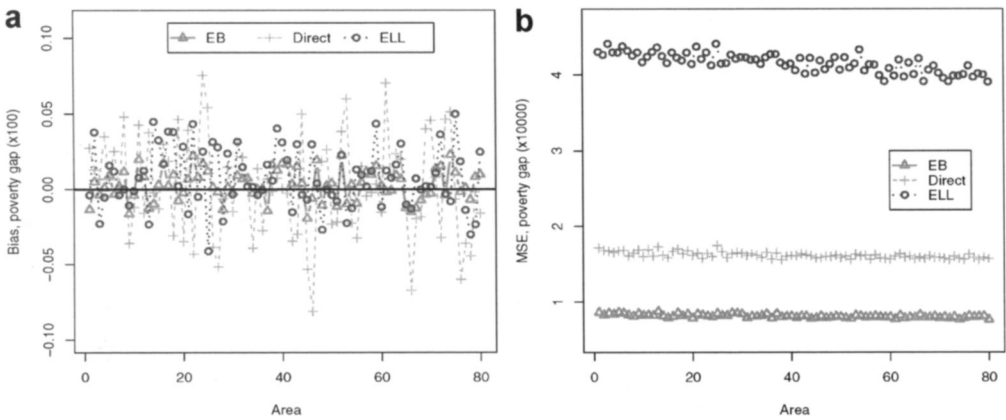 a
EB Direct ELL
0.10
0.05
0.00
−0.05
−0.10
Bias, poverty gap (x100)
0 20 40 60 80
Area
b
4
3
2
1
MSE, poverty gap (x10000)
EB
Direct
ELL
0 20 40 60 80
Area